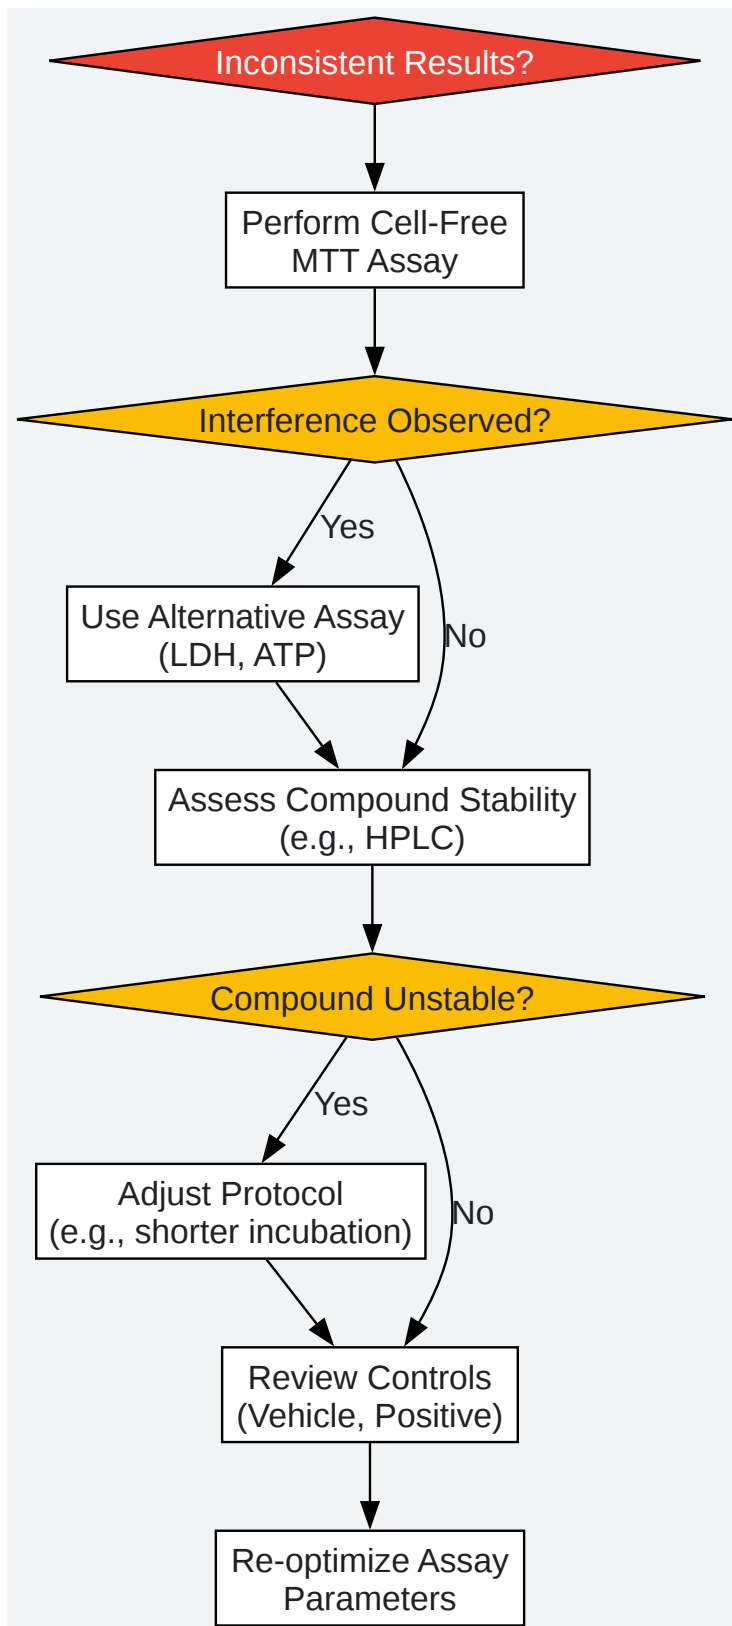 Inconsistent Results?
Perform Cell-Free
MTT Assay
Interference Observed?
Yes
Use Alternative Assay
(LDH, ATP)
No
Assess Compound Stability
(e.g., HPLC)
Compound Unstable?
Yes
Adjust Protocol
(e.g., shorter incubation)
No
Review Controls
(Vehicle, Positive)
Re-optimize Assay
Parameters